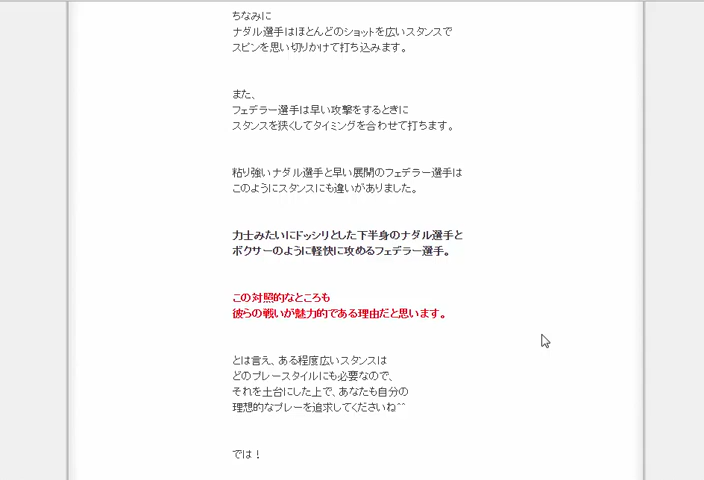 ちなみに
ナダル選手はほとんどのショットを広いスタンスで
スピンを思い切りかけて打ち込みます。
また、
フェデラー選手は早い攻撃をするときに
スタンスを狭くしてタイミングを合わせて打ちます。
粘り強いナダル選手と早い展開のフェデラー選手は
このようにスタンスにも違いがありました。
力士みたいにドッシリとした下半身のナダル選手と
ボクサーのように軽快に攻めるフェデラー選手。
この対照的なところも
彼らの戦いが魅力的である理由だと思います。
とは言え、ある程度広いスタンスは
どのプレースタイルにも必要なので、
それを土台にした上で、あなたも自分の
理想的なプレーを追求してくださいね^^
では！